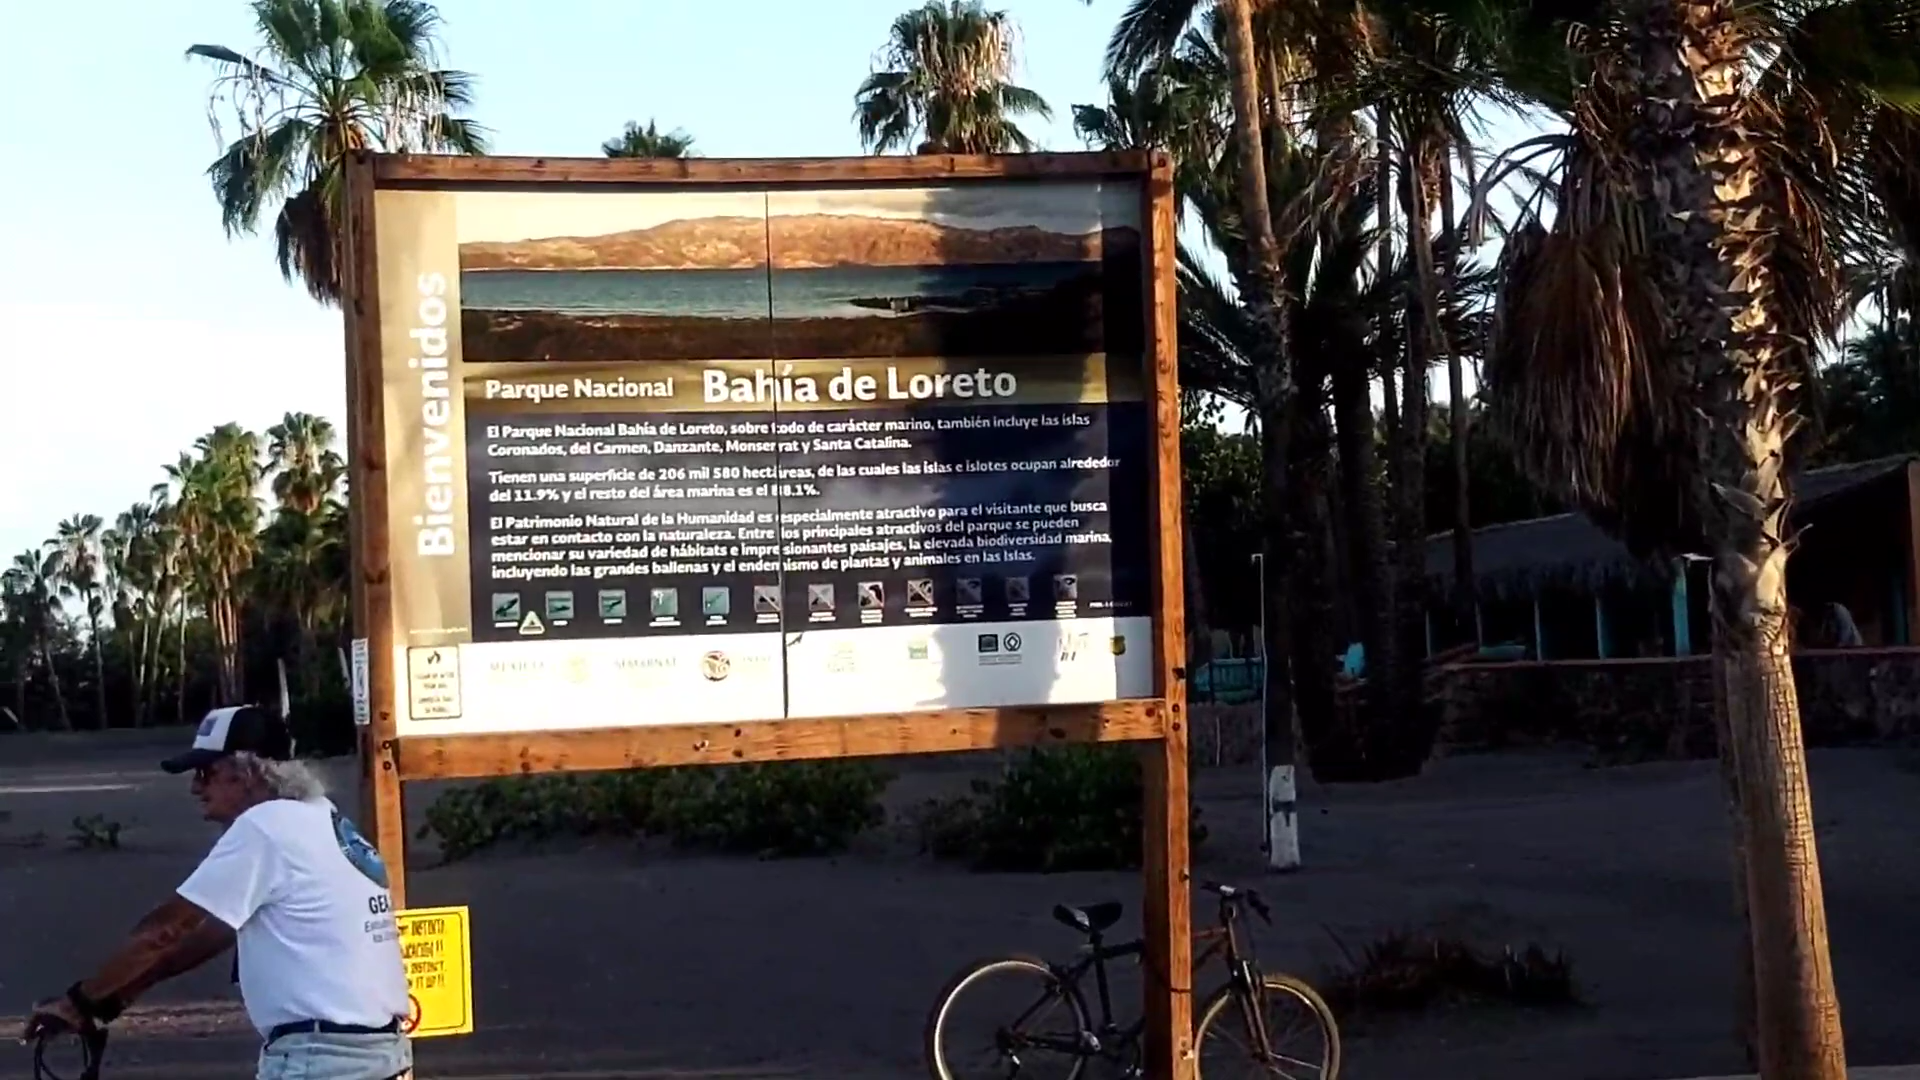 Bienvenidos
Parque Nacional Bahía de Loreto
El Parque Nacional Bahía de Loreto, sobre todo de carácter marino, también incluye las islas
Coronados, del Carmen, Danzante, Monserrat y Santa Catalina.
Tienen una superficie de 206 mil 580 hectáreas, de las cuales las islas e islotes ocupan alrededor
del 11.9% y el resto del área marina es el 88.1%.
El Patrimonio Natural de la Humanidad es especialmente atractivo para el visitante que busca
estar en contacto con la naturaleza. Entre los principales atractivos del parque se pueden
mencionar su variedad de hábitats e impresionantes paisajes, la elevada biodiversidad marina,
incluyendo las grandes ballenas y el endemismo de plantas y animales en las Islas.
MÉXICO
SEMARNAT
INSTINCT